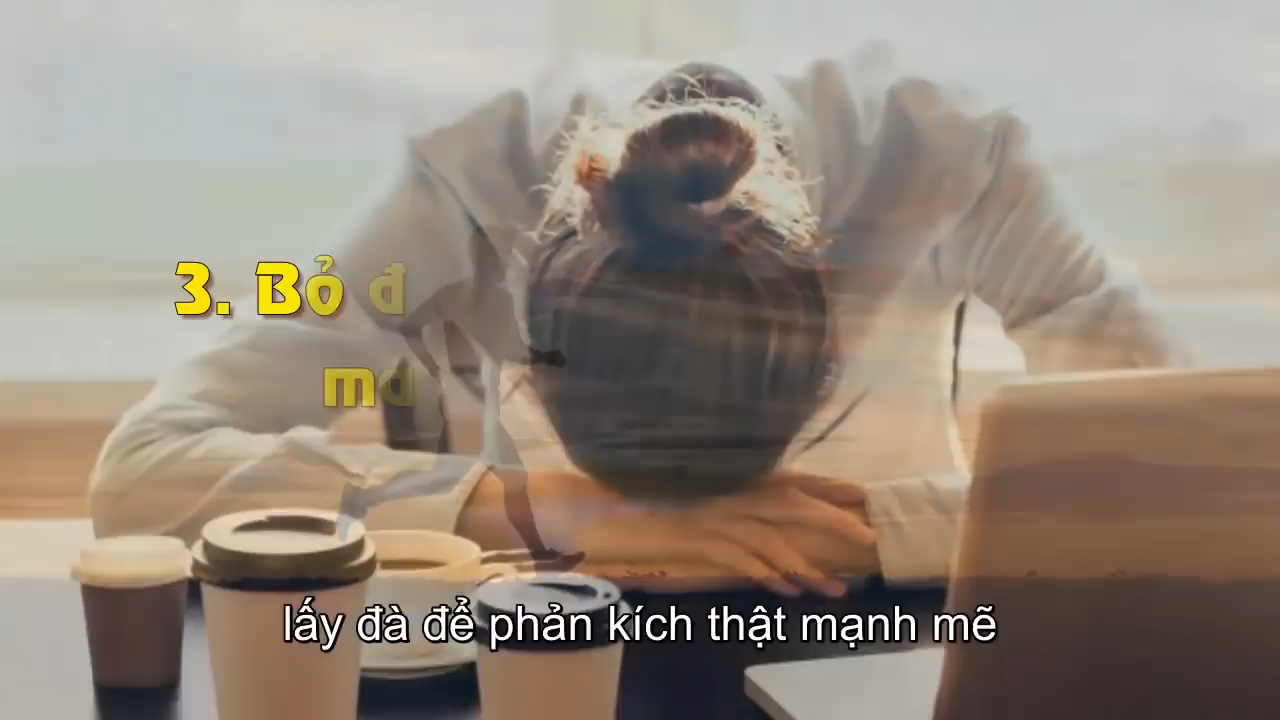 3. Bỏ đ
lấy đà để phản kích thật mạnh mẽ